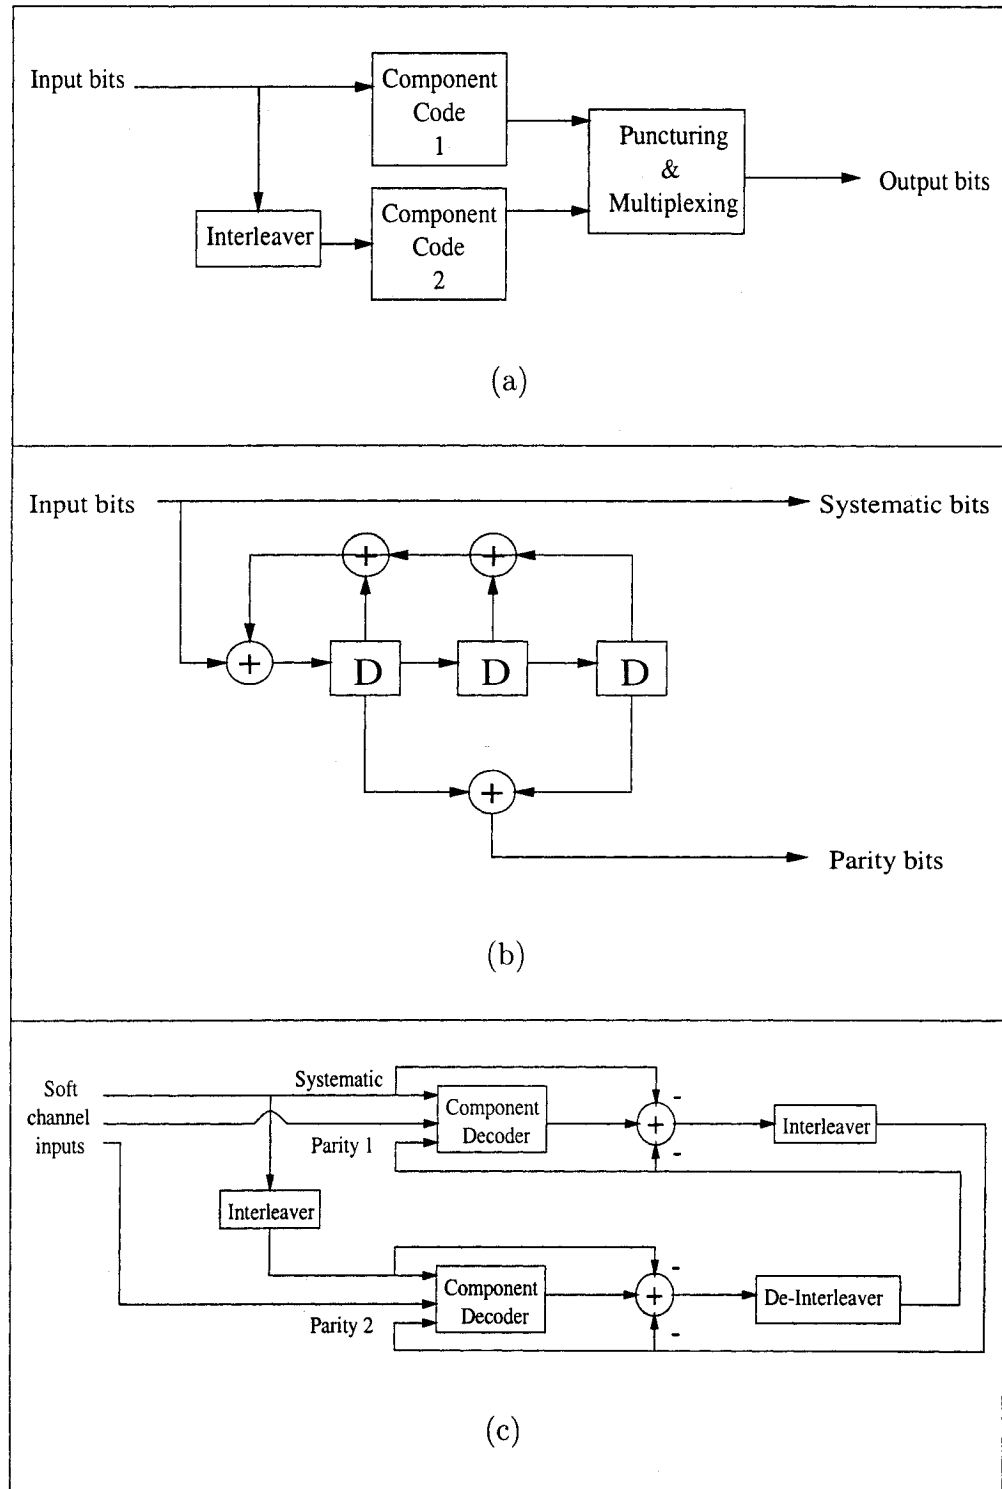 Input bits
Component
Code
1
Interleaver
Component
Code
2
Puncturing
&
Multiplexing
Output bits
(a)
Input bits
Systematic bits
+
+
+
D
D
D
+
Parity bits
(b)
Soft
channel
inputs
Systematic
Parity 1
Component
Decoder
-
+
-
Interleaver
Interleaver
Parity 2
Component
Decoder
-
+
-
De-Interleaver
(c)